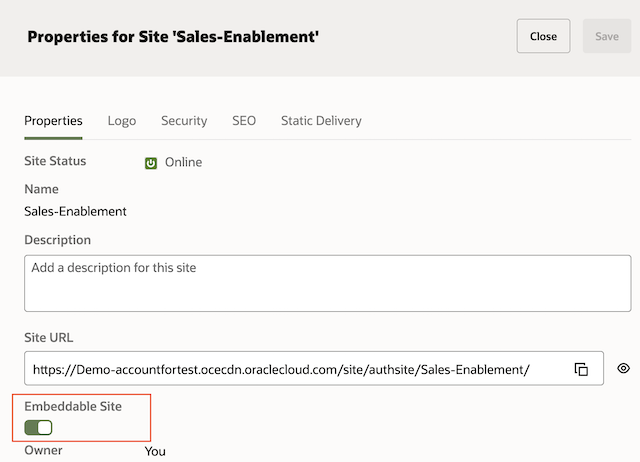 Properties for Site 'Sales-Enablement'
Close
Save
Properties
Logo
Security
SEO
Static Delivery
Site Status
Online
Name
Sales-Enablement
Description
Add a description for this site
Site URL
https://Demo-accountfortest.ocecdn.oraclecloud.com/site/authsite/Sales-Enablement/
Embeddable Site
Owner
You